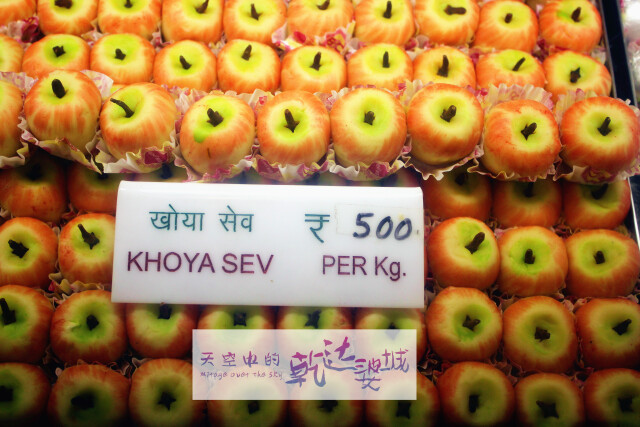 खोया सेव ₹ 500
KHOYA SEV PER Kg.
天空中的乾达婆城
Mirage over the sky